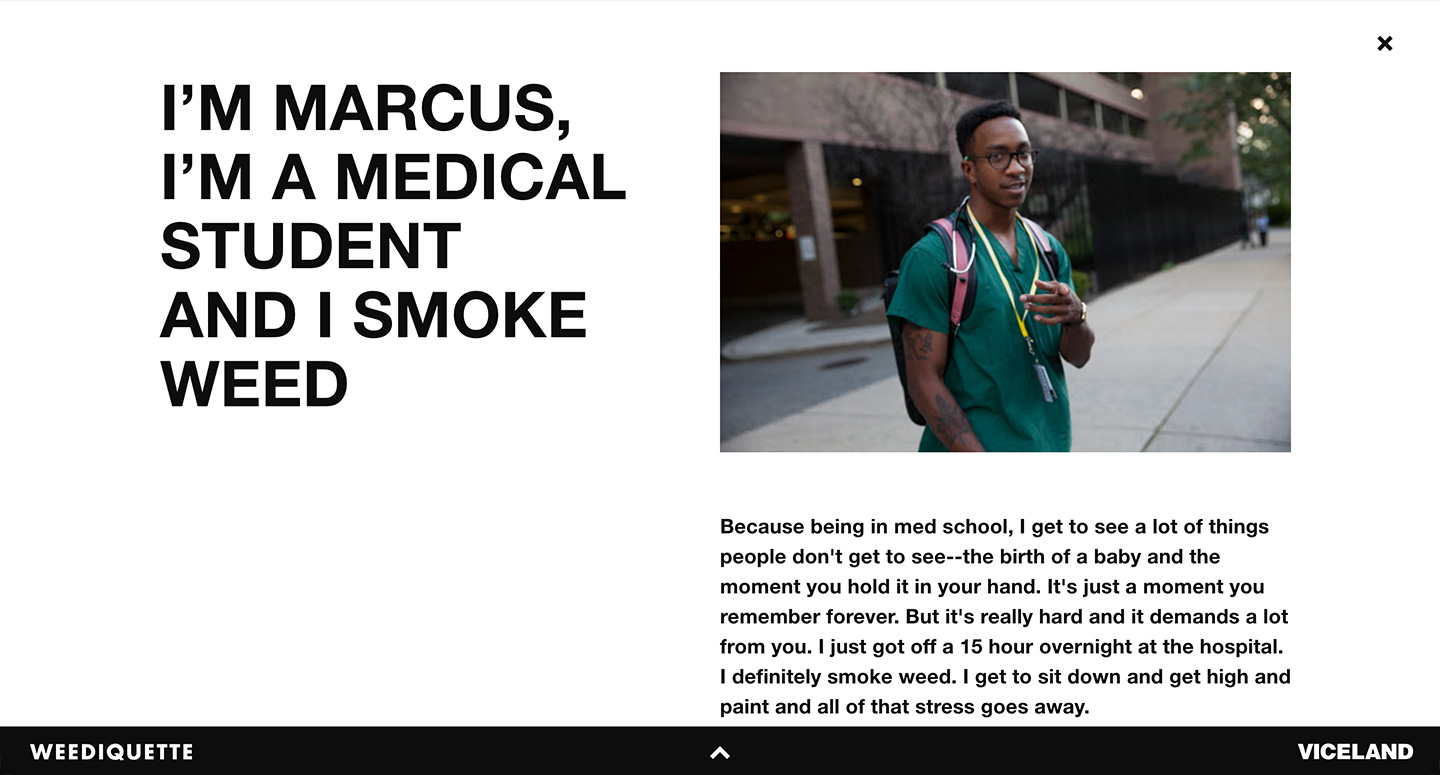 I’M MARCUS,
I’M A MEDICAL
STUDENT
AND I SMOKE
WEED
Because being in med school, I get to see a lot of things
people don't get to see--the birth of a baby and the
moment you hold it in your hand. It's just a moment you
remember forever. But it's really hard and it demands a lot
from you. I just got off a 15 hour overnight at the hospital.
I definitely smoke weed. I get to sit down and get high and
paint and all of that stress goes away.
WEEDIQUETTE
VICELAND